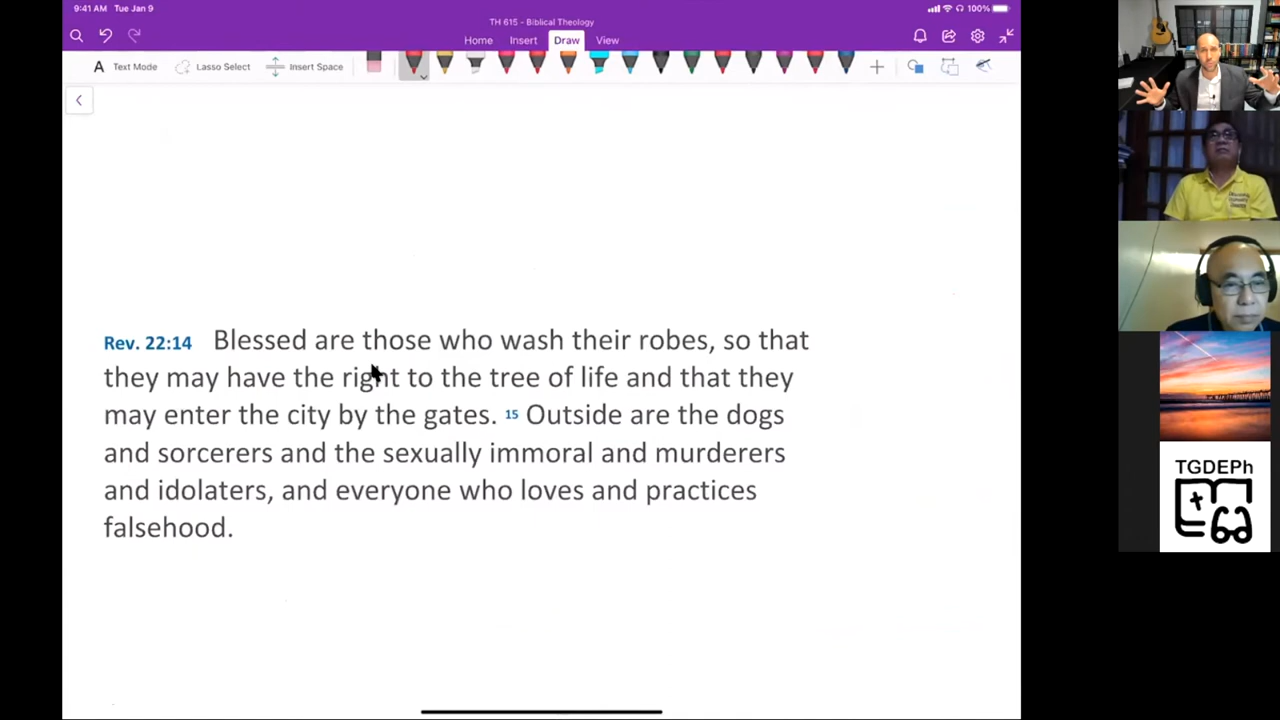 9:41 AM Tue Jan 9
100%
TH 615 - Biblical Theology
Home Insert Draw View
Text Mode Lasso Select Insert Space
Rev. 22:14 Blessed are those who wash their robes, so that
they may have the right to the tree of life and that they
may enter the city by the gates. 15 Outside are the dogs
and sorcerers and the sexually immoral and murderers
and idolaters, and everyone who loves and practices
falsehood.
TGDEPh